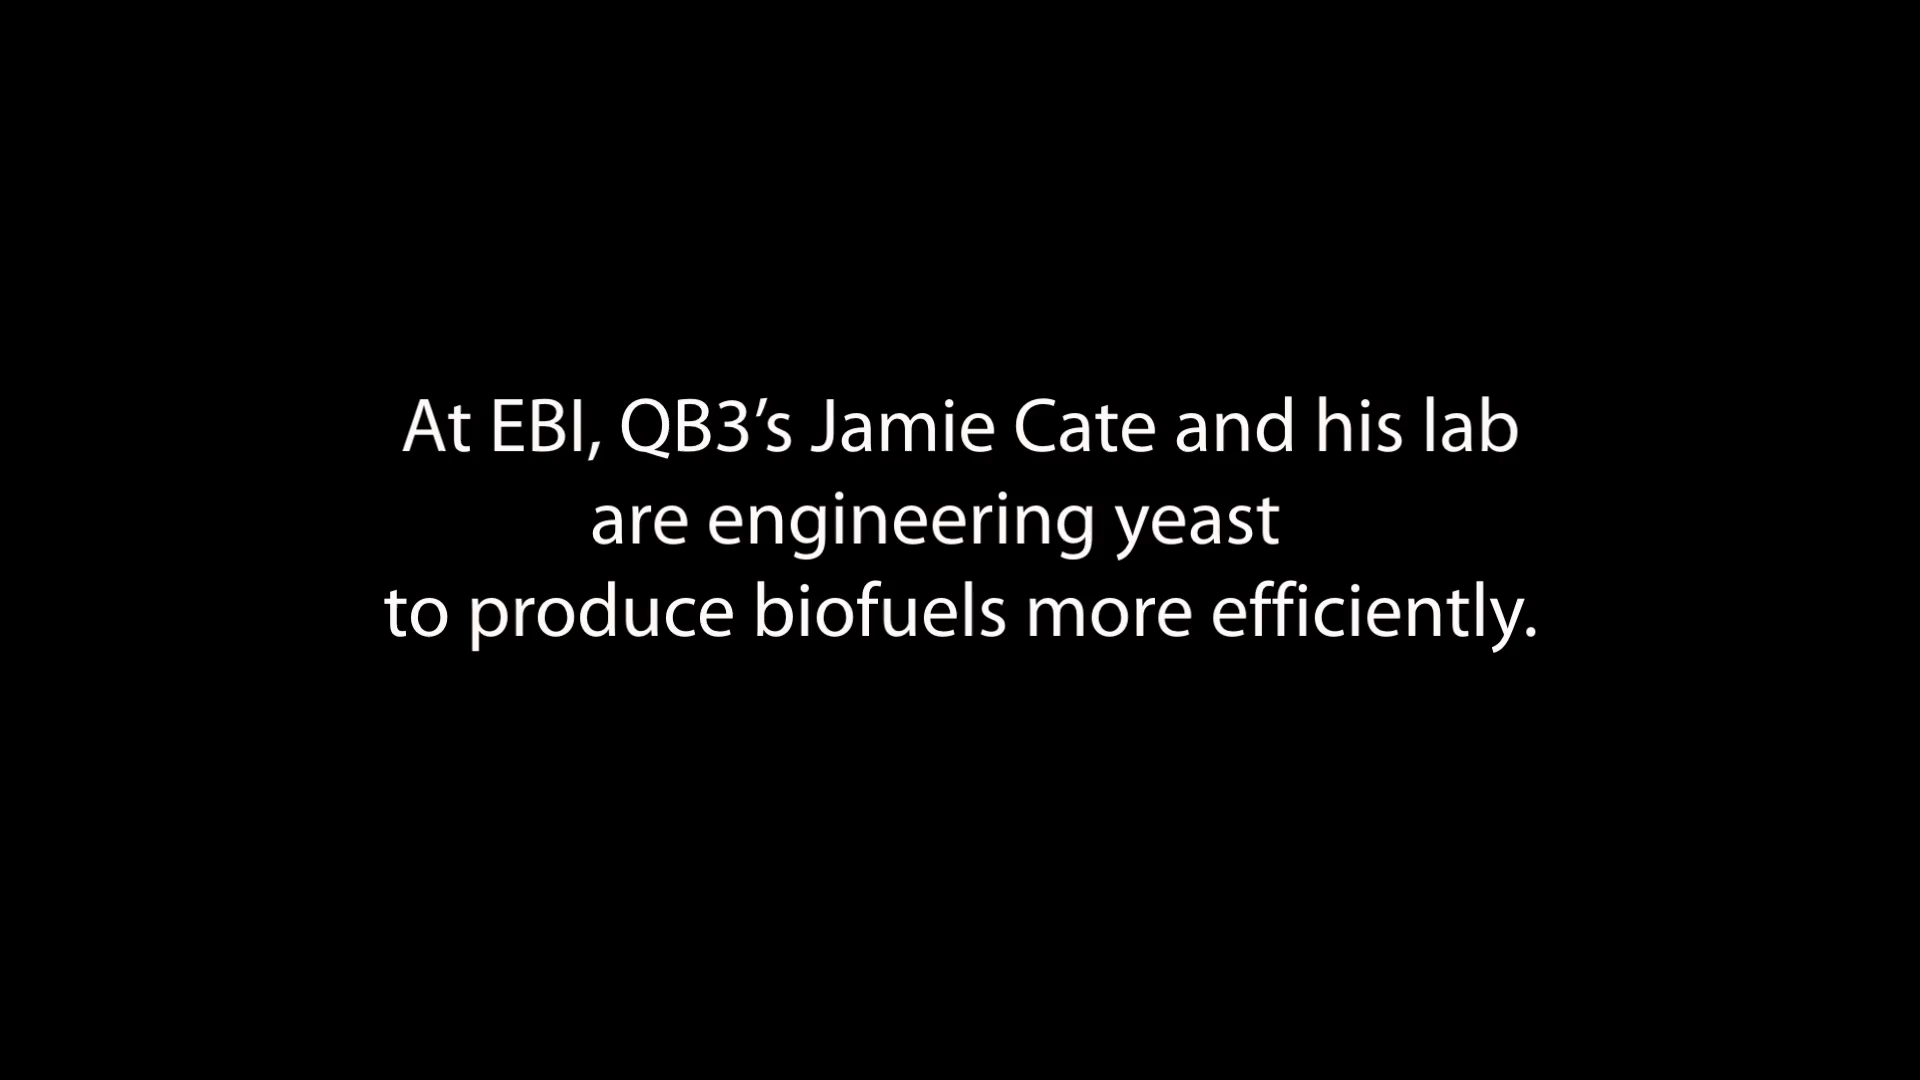 At EBI, QB3’s Jamie Cate and his lab
are engineering yeast
to produce biofuels more efficiently.